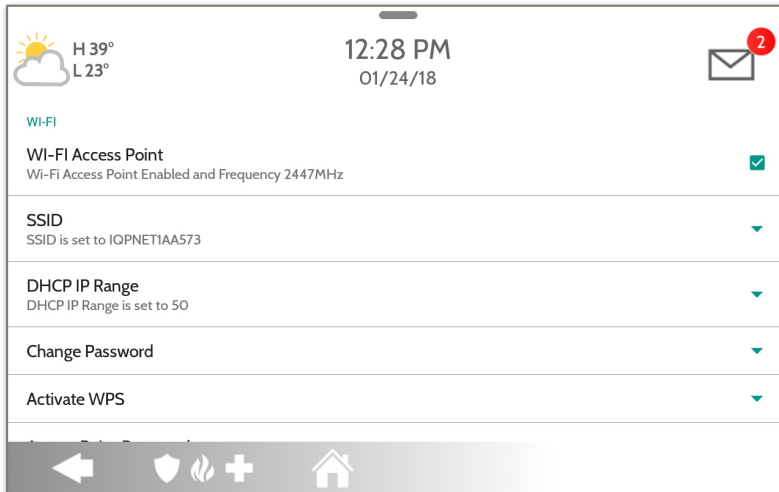 H 39°
L 23°
12:28 PM
01/24/18
2
WI-FI
WI-FI Access Point
Wi-Fi Access Point Enabled and Frequency 2447MHz
SSID
SSID is set to IQPNET1AA573
DHCP IP Range
DHCP IP Range is set to 50
Change Password
Activate WPS